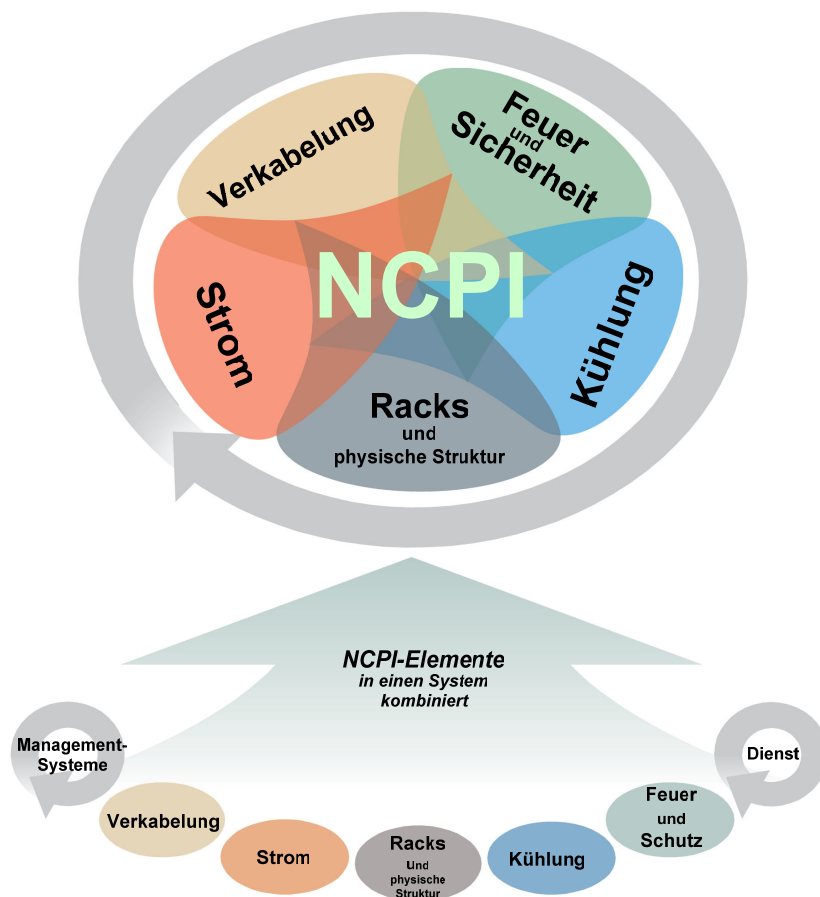 Verkabelung
Feuer
und
Sicherheit
NCPI
Strom
Kühlung
Racks
und
physische Struktur
NCPI-Elemente
in einen System
kombiniert
Management-
Systeme
Dienst
Verkabelung
Strom
Racks
Und
physische
Struktur
Kühlung
Feuer
und
Schutz